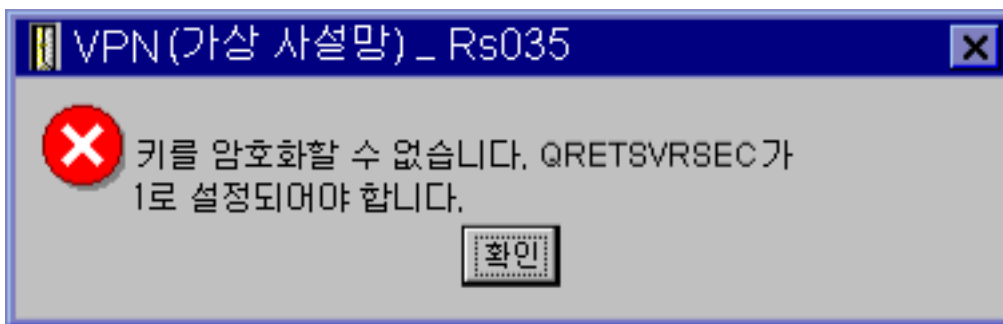 VPN(가상 사설망) - Rs035
키를 암호화할 수 없습니다. QRETSVRSEC가
1로 설정되어야 합니다.
확인